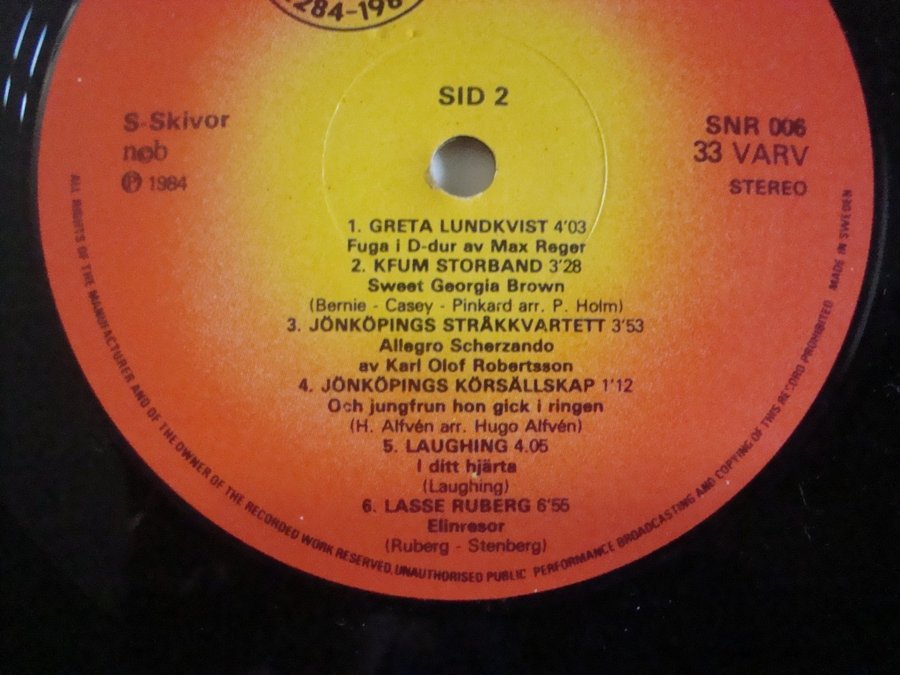 SID 2
S-Skivor
nɵb
Ⓟ 1984
SNR 006
33 VARV
STEREO
1. GRETA LUNDKVIST 4'03
Fuga i D-dur av Max Reger
2. KFUM STORBAND 3'28
Sweet Georgia Brown
(Bernie - Casey - Pinkard arr. P. Holm)
3. JÖNKÖPINGS STRÅKKVARTETT 3'53
Allegro Scherzando
av Karl Olof Robertsson
4. JÖNKÖPINGS KÖRSÄLLSKAP 1'12
Och jungfrun hon gick i ringen
(H. Alfvén arr. Hugo Alfvén)
5. LAUGHING 4.05
I ditt hjärta
(Laughing)
6. LASSE RUBERG 6'55
Elinresor
(Ruberg - Stenberg)
ALL RIGHTS OF THE MANUFACTURER AND OF THE OWNER OF THE RECORDED WORK RESERVED. UNAUTHORISED PUBLIC PERFORMANCE BROADCASTING AND COPYING OF THIS RECORD PROHIBITED MADE IN SWEDEN